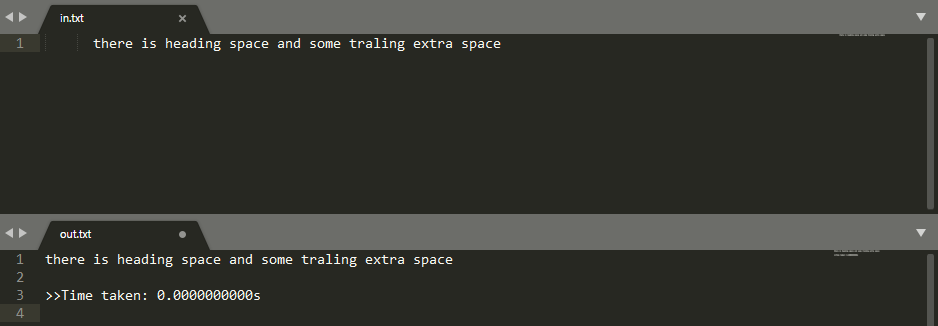 in.txt ×
1       there is heading space and some traling extra space
out.txt
1 there is heading space and some traling extra space
2
3 >>Time taken: 0.0000000000s
4